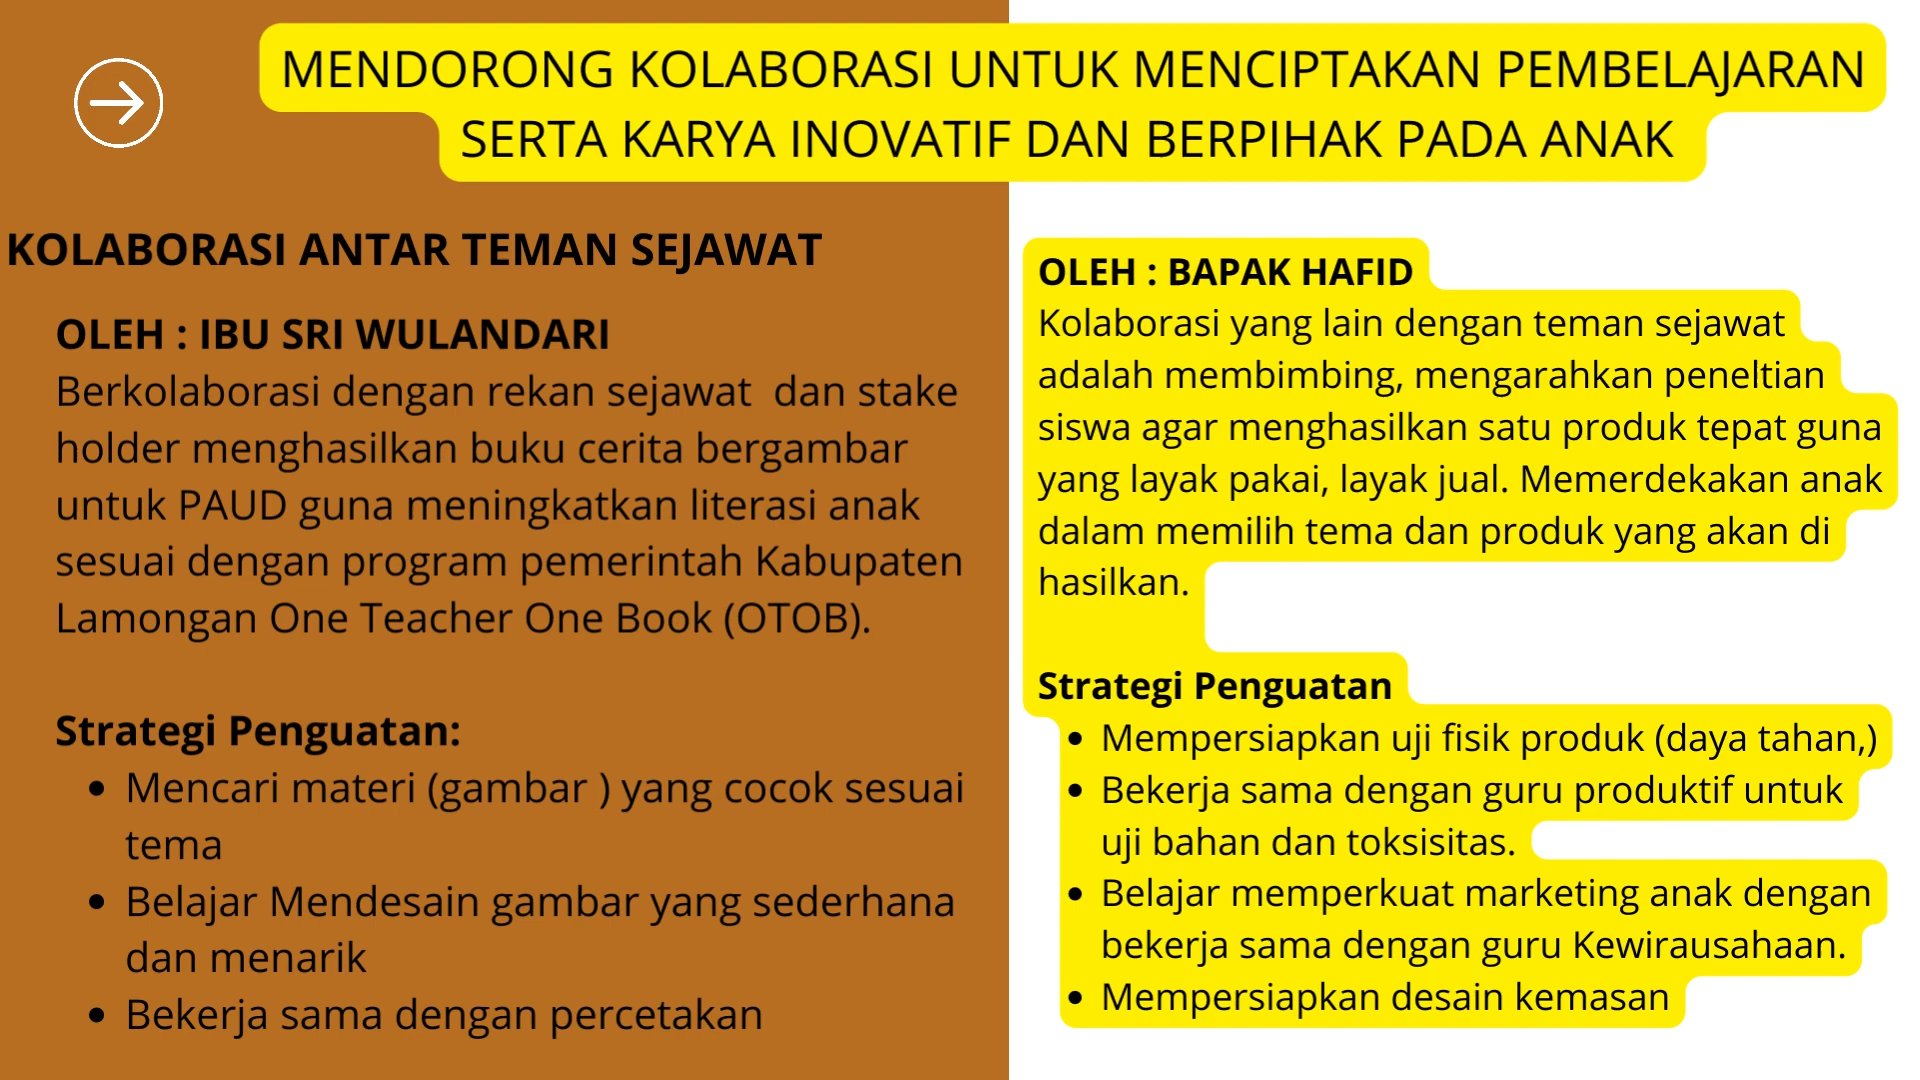 MENDORONG KOLABORASI UNTUK MENCIPTAKAN PEMBELAJARAN
SERTA KARYA INOVATIF DAN BERPIHAK PADA ANAK
KOLABORASI ANTAR TEMAN SEJAWAT
OLEH : IBU SRI WULANDARI
Berkolaborasi dengan rekan sejawat  dan stake
holder menghasilkan buku cerita bergambar
untuk PAUD guna meningkatkan literasi anak
sesuai dengan program pemerintah Kabupaten
Lamongan One Teacher One Book (OTOB).
Strategi Penguatan:
• Mencari materi (gambar ) yang cocok sesuai
tema
• Belajar Mendesain gambar yang sederhana
dan menarik
• Bekerja sama dengan percetakan
OLEH : BAPAK HAFID
Kolaborasi yang lain dengan teman sejawat
adalah membimbing, mengarahkan peneltian
siswa agar menghasilkan satu produk tepat guna
yang layak pakai, layak jual. Memerdekakan anak
dalam memilih tema dan produk yang akan di
hasilkan.
Strategi Penguatan
• Mempersiapkan uji fisik produk (daya tahan,)
• Bekerja sama dengan guru produktif untuk
uji bahan dan toksisitas.
• Belajar memperkuat marketing anak dengan
bekerja sama dengan guru Kewirausahaan.
• Mempersiapkan desain kemasan